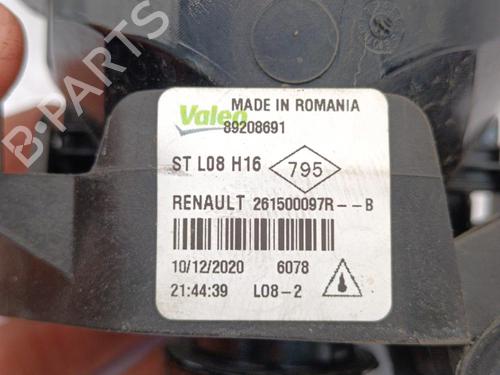 B-PARTS
MADE IN ROMANIA
Valeo
89208691
ST L08 H16 795
RENAULT 261500097R--B
10/12/2020 6078
21:44:39 L08-2